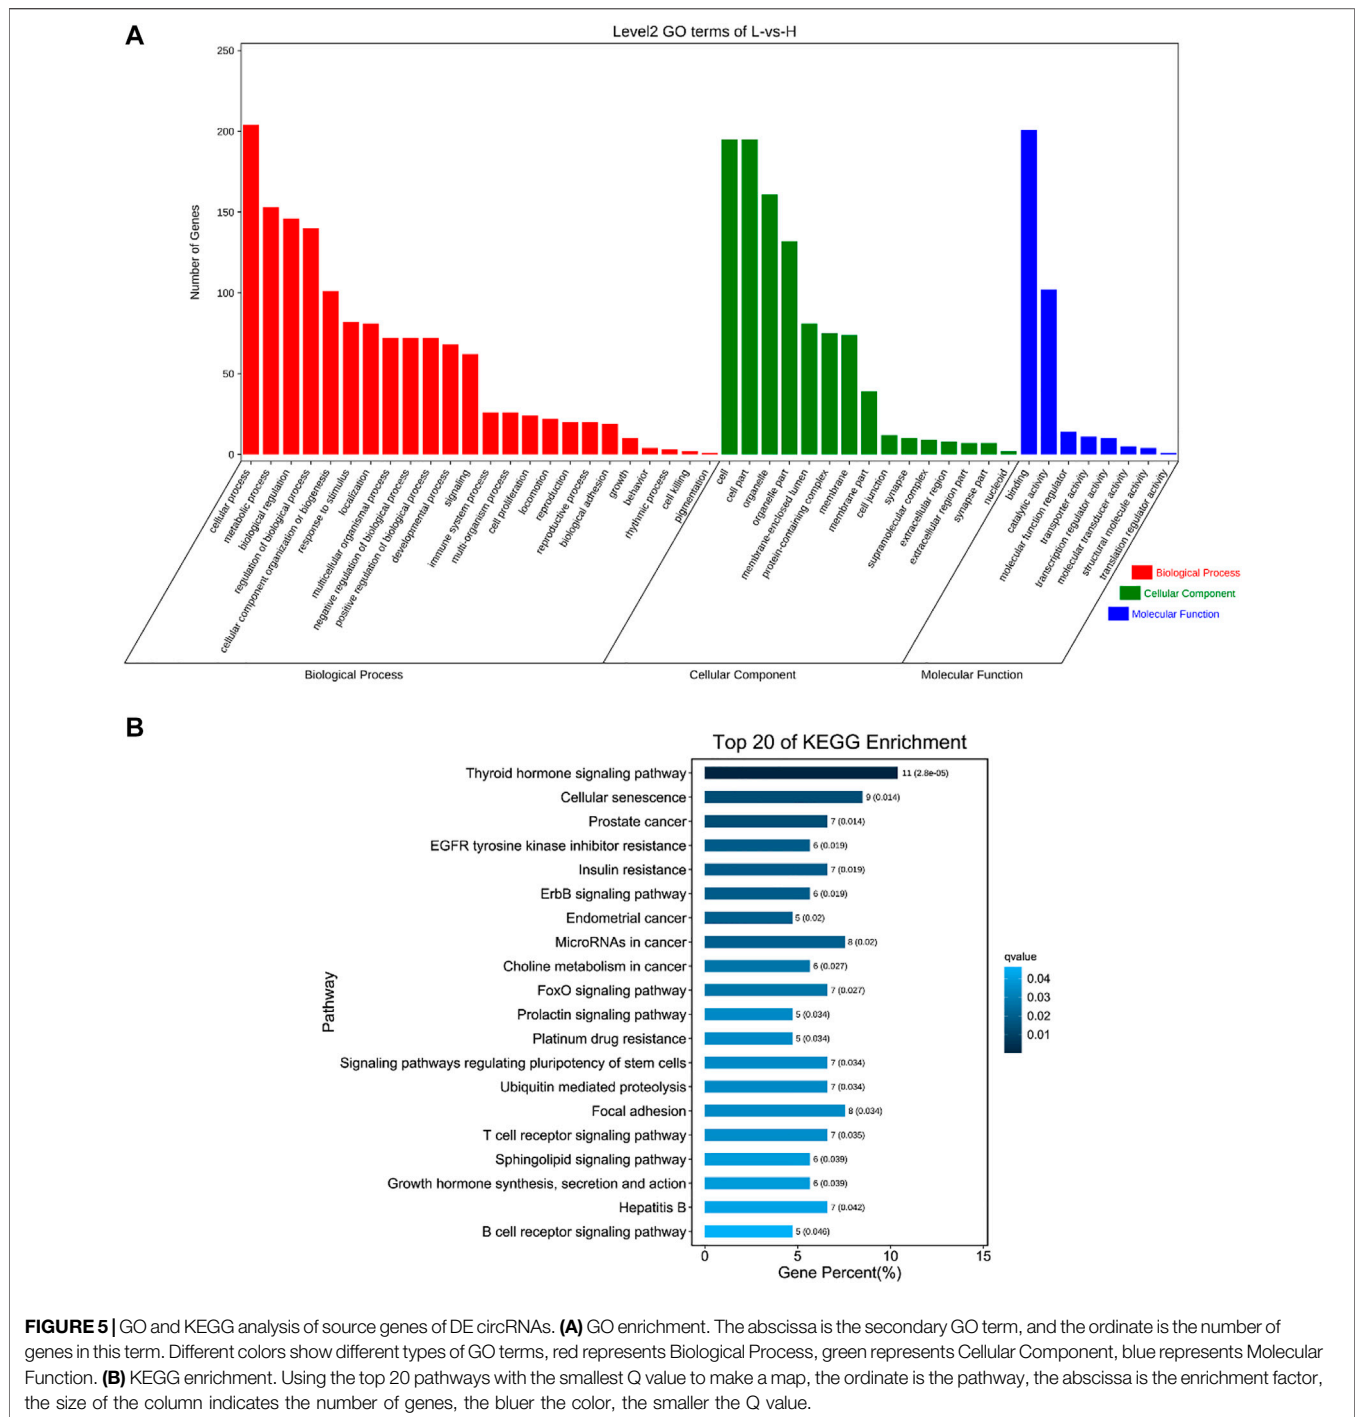 A
Level2 GO terms of L-vs-H
Number of Genes
250
200
150
100
50
0
cellular process
metabolic process
biological regulation
regulation of biological process
cellular component organization or biogenesis
response to stimulus
localization
multicellular organismal process
negative regulation of biological process
positive regulation of biological process
developmental process
signaling
immune system process
multi-organism process
cell proliferation
locomotion
reproduction
reproductive process
biological adhesion
growth
behavior
rhythmic process
cell killing
pigmentation
cell
cell part
organelle
organelle part
membrane-enclosed lumen
protein-containing complex
membrane
membrane part
cell junction
synapse
supramolecular complex
extracellular region
extracellular region part
synapse part
nucleoid
binding
catalytic activity
molecular function regulator
transporter activity
transcription regulator activity
molecular transducer activity
structural molecule activity
translation regulator activity
Biological Process
Cellular Component
Molecular Function
Biological Process
Cellular Component
Molecular Function
B
Top 20 of KEGG Enrichment
Pathway
Thyroid hormone signaling pathway 11 (2.8e-05)
Cellular senescence 9 (0.014)
Prostate cancer 7 (0.014)
EGFR tyrosine kinase inhibitor resistance 6 (0.019)
Insulin resistance 7 (0.019)
ErbB signaling pathway 6 (0.019)
Endometrial cancer 5 (0.02)
MicroRNAs in cancer 8 (0.02)
Choline metabolism in cancer 6 (0.027)
FoxO signaling pathway 7 (0.027)
Prolactin signaling pathway 5 (0.034)
Platinum drug resistance 5 (0.034)
Signaling pathways regulating pluripotency of stem cells 7 (0.034)
Ubiquitin mediated proteolysis 7 (0.034)
Focal adhesion 8 (0.034)
T cell receptor signaling pathway 7 (0.035)
Sphingolipid signaling pathway 6 (0.039)
Growth hormone synthesis, secretion and action 6 (0.039)
Hepatitis B 7 (0.042)
B cell receptor signaling pathway 5 (0.046)
0 5 10 15
Gene Percent(%)
qvalue
0.04
0.03
0.02
0.01
FIGURE 5 | GO and KEGG analysis of source genes of DE circRNAs. (A) GO enrichment. The abscissa is the secondary GO term, and the ordinate is the number of
genes in this term. Different colors show different types of GO terms, red represents Biological Process, green represents Cellular Component, blue represents Molecular
Function. (B) KEGG enrichment. Using the top 20 pathways with the smallest Q value to make a map, the ordinate is the pathway, the abscissa is the enrichment factor,
the size of the column indicates the number of genes, the bluer the color, the smaller the Q value.